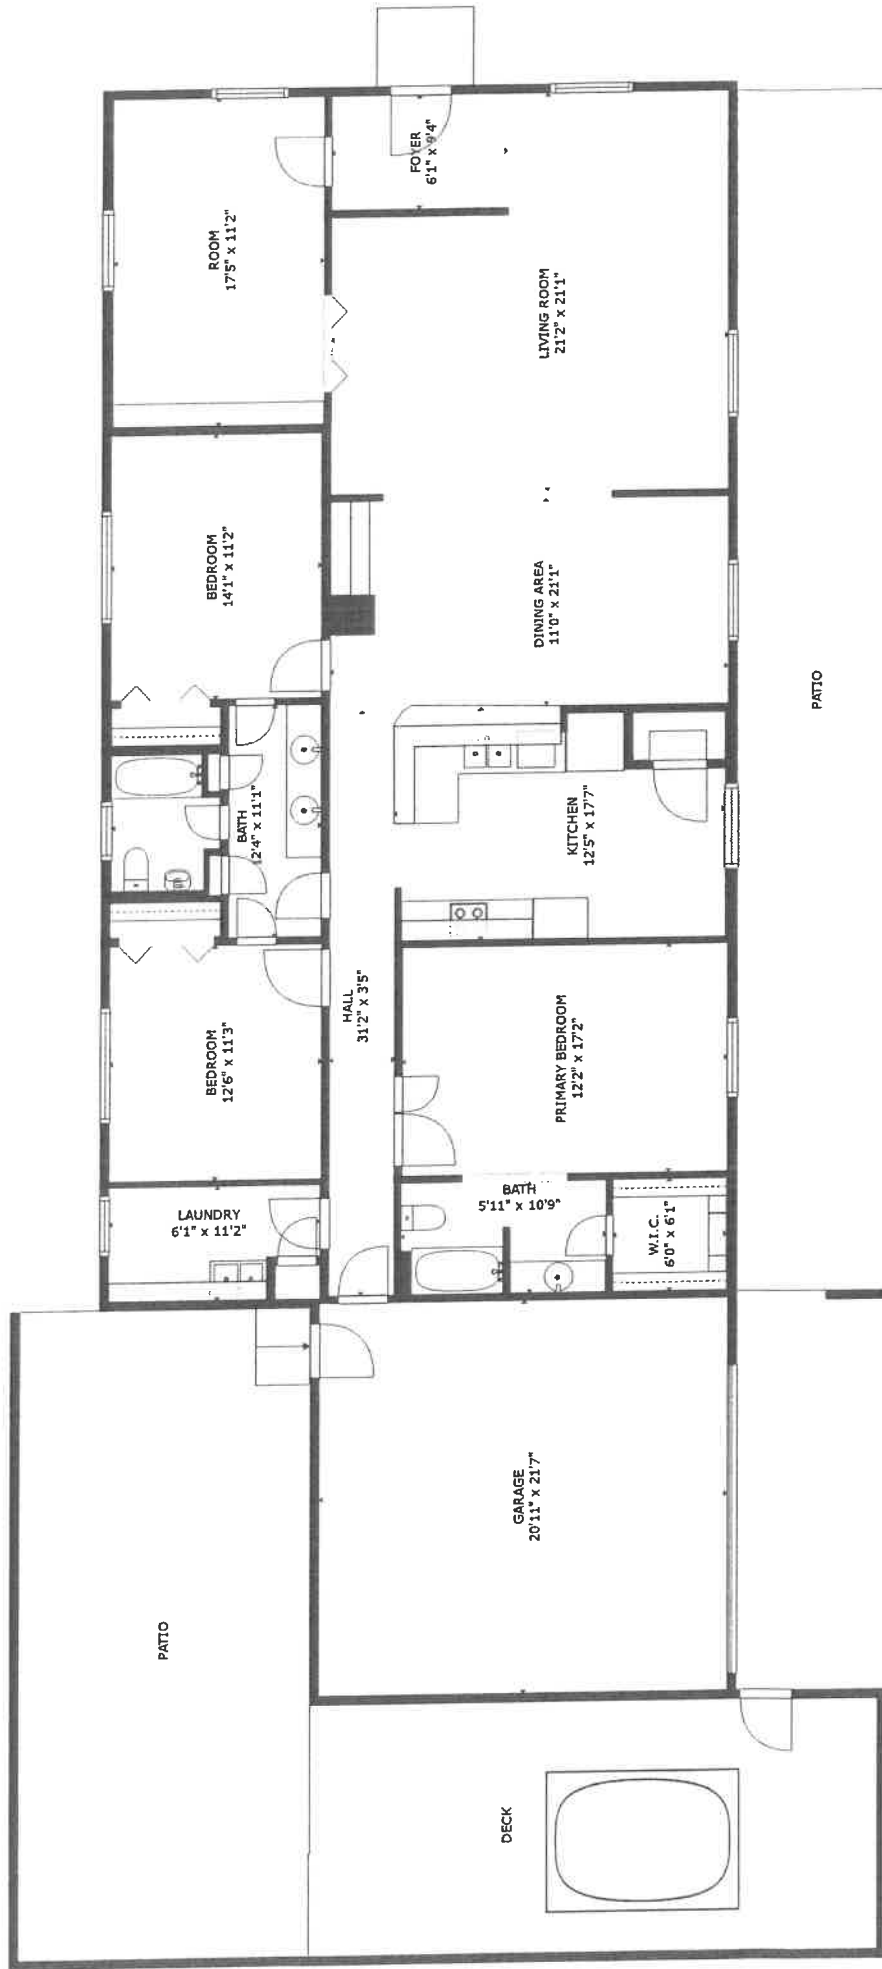 FOYER
6'1" x 9'4"
ROOM
17'5" x 11'2"
LIVING ROOM
21'2" x 21'1"
BEDROOM
14'1" x 11'2"
DINING AREA
11'0" x 21'1"
PATIO
BATH
12'4" x 11'1"
KITCHEN
12'5" x 17'7"
HALL
31'2" x 3'5"
BEDROOM
12'6" x 11'3"
PRIMARY BEDROOM
12'2" x 17'2"
BATH
5'11" x 10'9"
LAUNDRY
6'1" x 11'2"
W.I.C.
6'0" x 6'1"
GARAGE
20'11" x 21'7"
PATIO
DECK